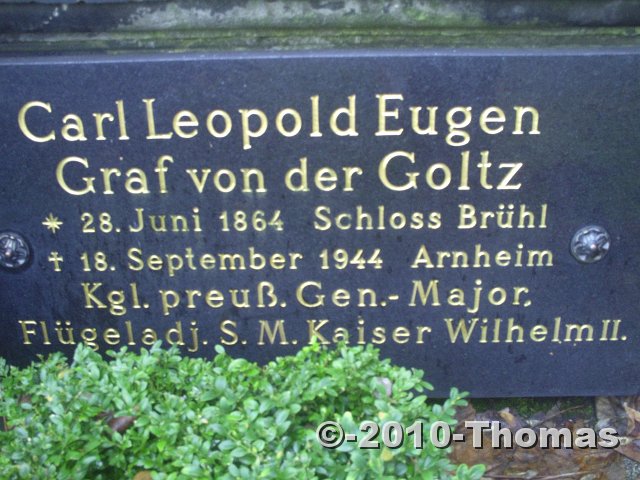 Carl Leopold Eugen
Graf von der Goltz
* 28. Juni 1864 Schloss Brühl
† 18. September 1944 Arnheim
Kgl. preuß. Gen.- Major,
Flügeladj. S. M. Kaiser Wilhelm II.
©-2010-Thomas®